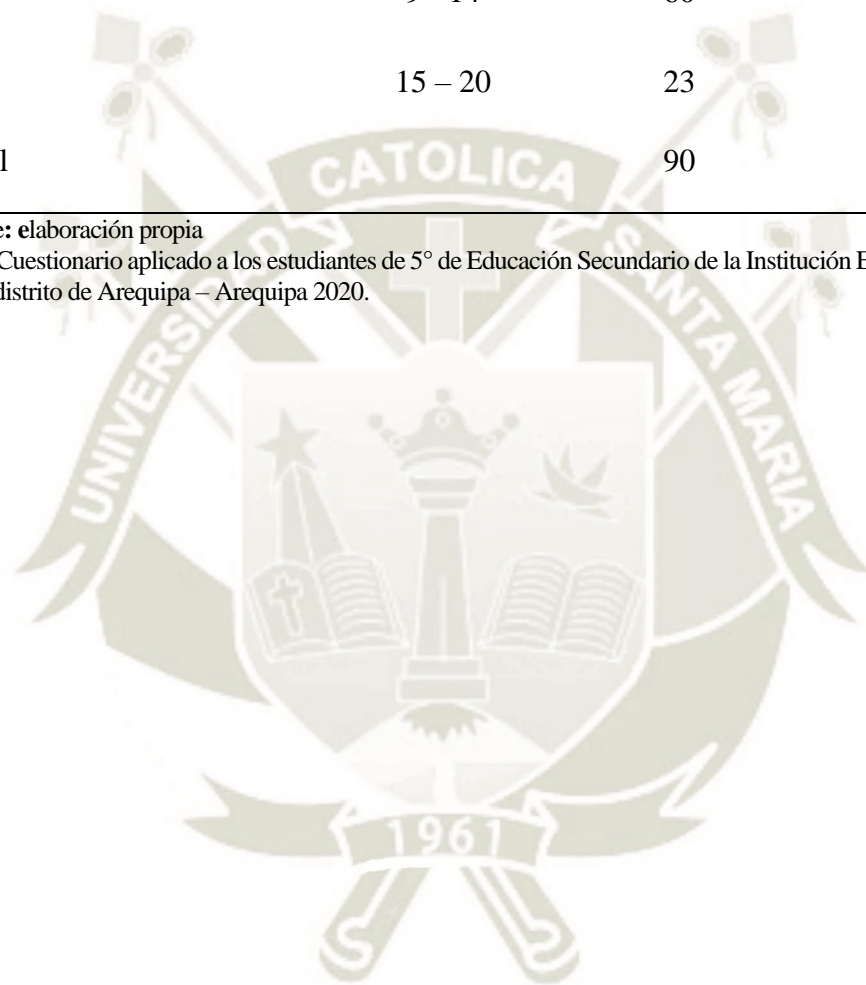 15 – 20 23
l 90
e: elaboración propia
Cuestionario aplicado a los estudiantes de 5° de Educación Secundario de la Institución E
distrito de Arequipa – Arequipa 2020.
UNIVERSIDAD CATOLICA SANTA MARIA
1961